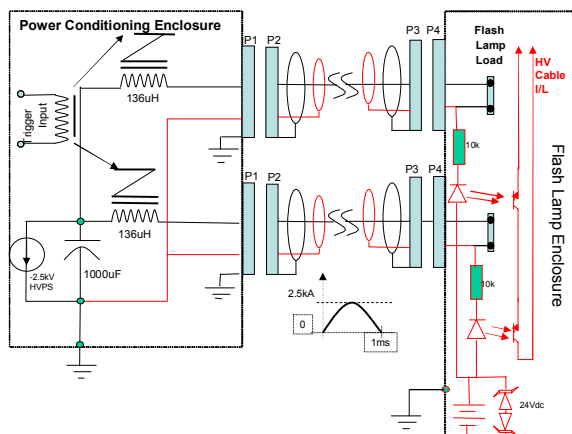 Power Conditioning Enclosure
P1
P2
P3
P4
Flash
Lamp
Load
HV
Cable
I/L
136uH
Trigger
Input
10k
Flash Lamp Enclosure
P1
P2
P3
P4
136uH
-2.5kV
HVPS
1000uF
2.5kA
0
1ms
10k
24Vdc